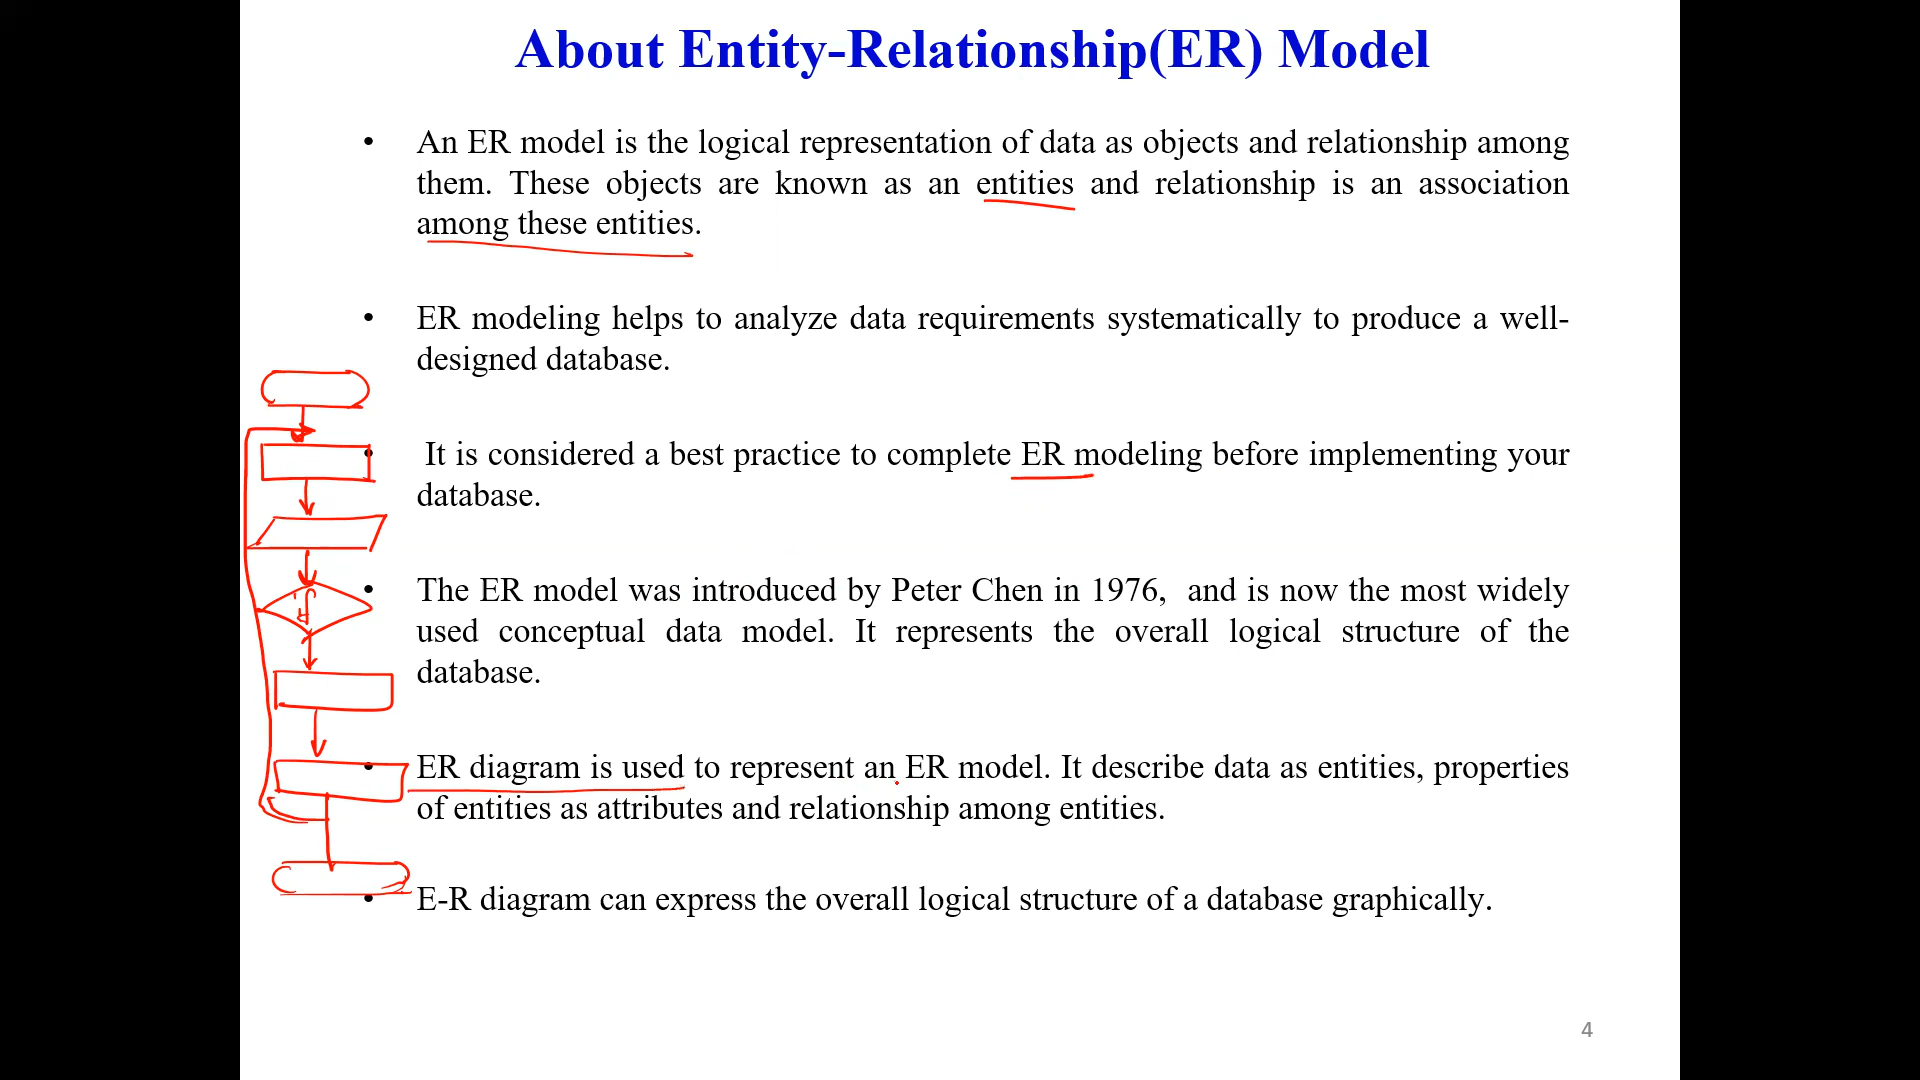 About Entity-Relationship(ER) Model
• An ER model is the logical representation of data as objects and relationship among
them. These objects are known as an entities and relationship is an association
among these entities.
• ER modeling helps to analyze data requirements systematically to produce a well-
designed database.
• It is considered a best practice to complete ER modeling before implementing your
database.
• The ER model was introduced by Peter Chen in 1976, and is now the most widely
used conceptual data model. It represents the overall logical structure of the
database.
• ER diagram is used to represent an ER model. It describe data as entities, properties
of entities as attributes and relationship among entities.
• E-R diagram can express the overall logical structure of a database graphically.
4